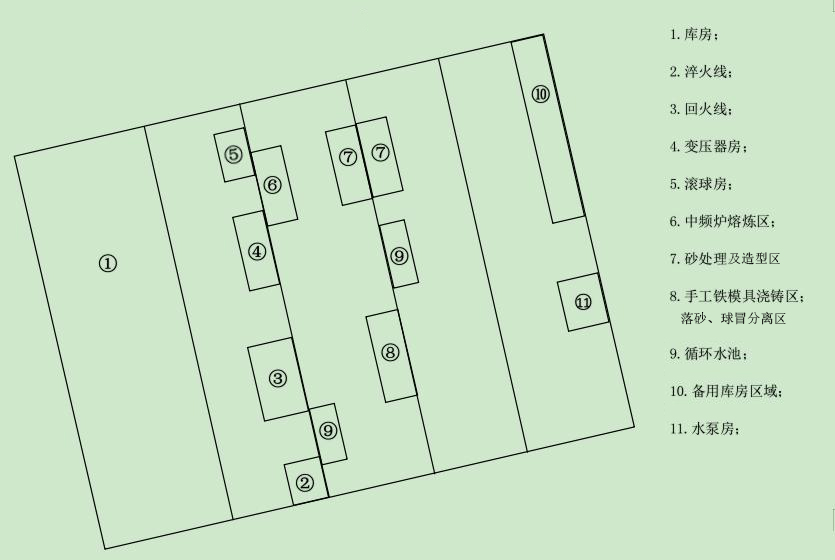 1. 库房；
2. 淬火线；
3. 回火线；
4. 变压器房；
5. 滚球房；
6. 中频炉熔炼区；
7. 砂处理及造型区
8. 手工铁模具浇铸区；
落砂、球冒分离区
9. 循环水池；
10. 备用库房区域；
11. 水泵房；
⑩
⑤
⑦
⑦
⑥
④
⑨
①
⑪
⑧
③
⑨
②